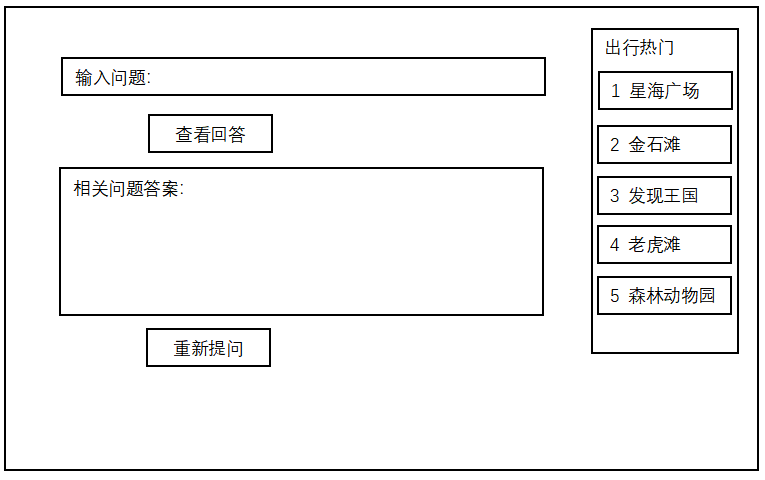 输入问题:
查看回答
相关问题答案:
重新提问
出行热门
1 星海广场
2 金石滩
3 发现王国
4 老虎滩
5 森林动物园